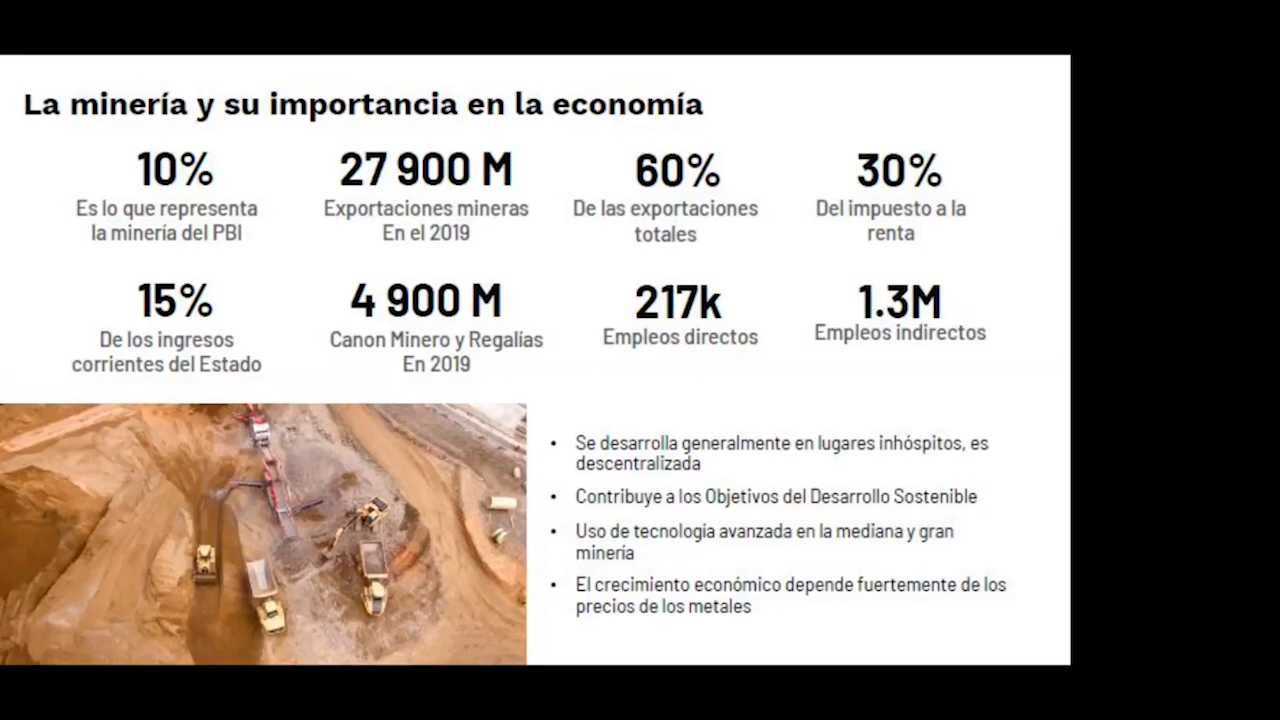 La minería y su importancia en la economía
10%
Es lo que representa
la minería del PBI
27 900 M
Exportaciones mineras
En el 2019
60%
De las exportaciones
totales
30%
Del impuesto a la
renta
15%
De los ingresos
corrientes del Estado
4 900 M
Canon Minero y Regalías
En 2019
217k
Empleos directos
1.3M
Empleos indirectos
• Se desarrolla generalmente en lugares inhóspitos, es
descentralizada
• Contribuye a los Objetivos del Desarrollo Sostenible
• Uso de tecnología avanzada en la mediana y gran
minería
• El crecimiento económico depende fuertemente de los
precios de los metales